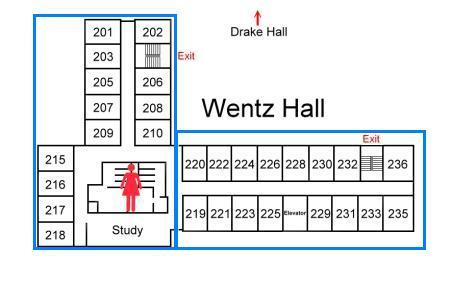 Drake Hall
201 202
203 Exit
205 206
207 208
Wentz Hall
209 210
Exit
215 220 222 224 226 228 230 232 236
216
217 219 221 223 225 Elevator 229 231 233 235
218 Study